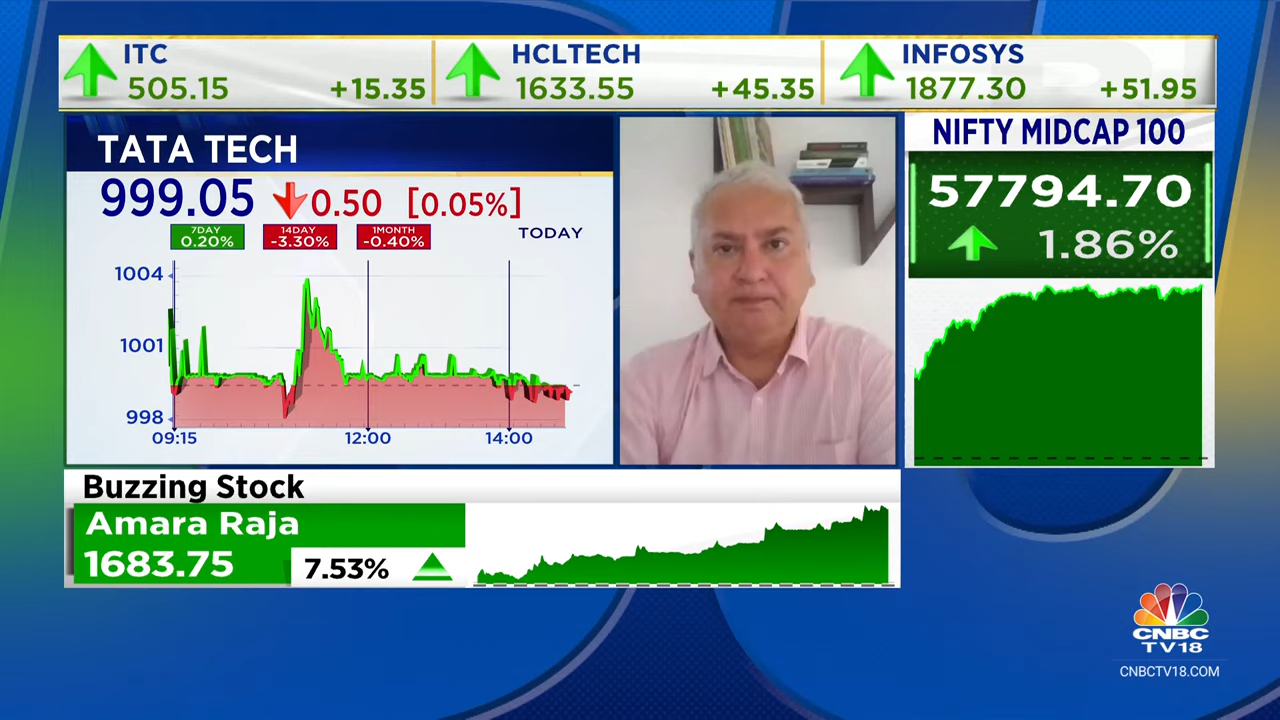 ITC
505.15 +15.35
HCLTECH
1633.55 +45.35
INFOSYS
1877.30 +51.95
TATA TECH
999.05 0.50 [0.05%]
7DAY
0.20%
14DAY
-3.30%
1MONTH
-0.40%
TODAY
1004
1001
998
09:15 12:00 14:00
NIFTY MIDCAP 100
57794.70
1.86%
Buzzing Stock
Amara Raja
1683.75 7.53%
CNBC
TV18
CNBCTV18.COM